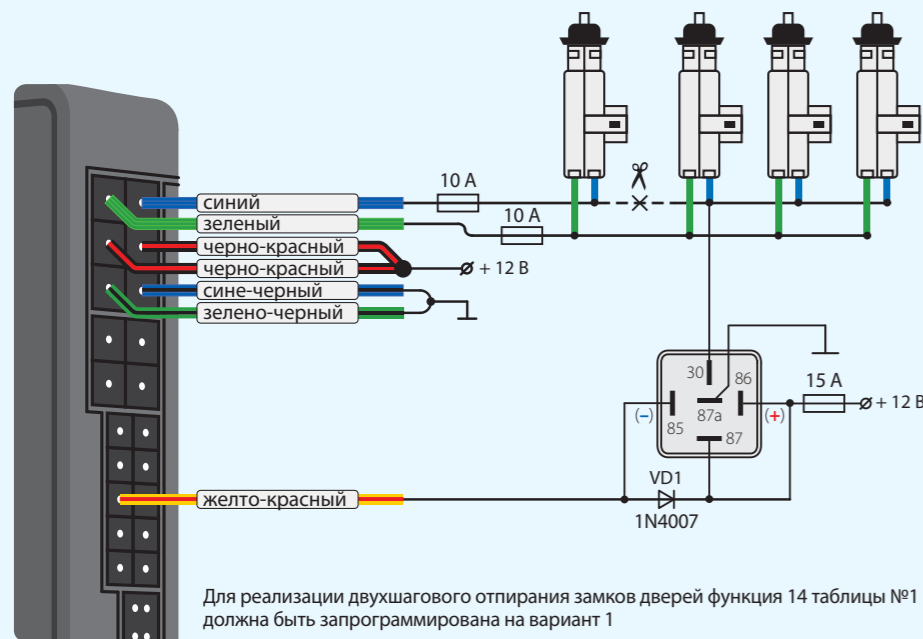 10 А
синий
10 А
зеленый
черно-красный
черно-красный
+ 12 В
сине-черный
зелено-черный
30
86
15 А
87а
(–)
(+)
+ 12 В
85
87
VD1
желто-красный
1N4007
Для реализации двухшагового отпирания замков дверей функция 14 таблицы №1
должна быть запрограммирована на вариант 1